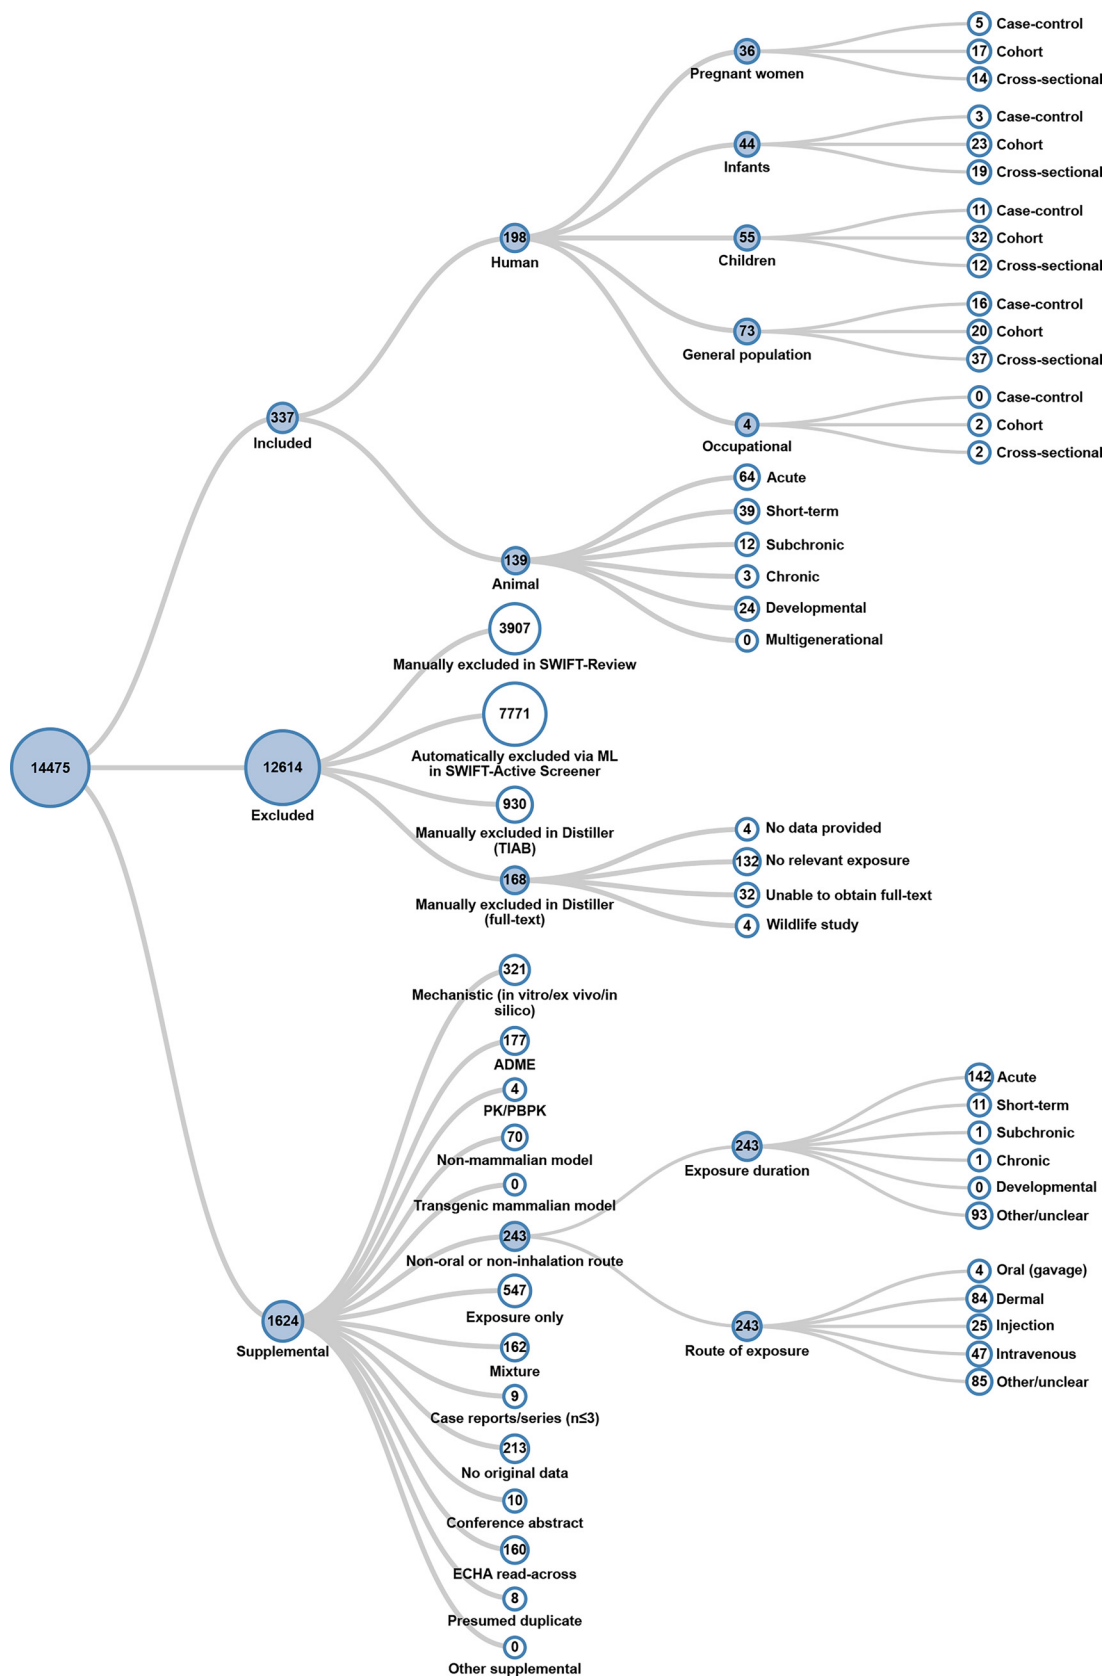 5 Case-control
36
17 Cohort
Pregnant women
14 Cross-sectional
3 Case-control
44
23 Cohort
Infants
19 Cross-sectional
11 Case-control
198
55
32 Cohort
Human
Children
12 Cross-sectional
16 Case-control
73
20 Cohort
General population
37 Cross-sectional
0 Case-control
337
4
2 Cohort
Included
Occupational
2 Cross-sectional
64 Acute
39 Short-term
12 Subchronic
139
3 Chronic
Animal
24 Developmental
0 Multigenerational
3907
Manually excluded in SWIFT-Review
7771
Automatically excluded via ML
in SWIFT-Active Screener
14475
12614
Excluded
930
Manually excluded in Distiller
(TIAB)
4 No data provided
132 No relevant exposure
168
32 Unable to obtain full-text
Manually excluded in Distiller
(full-text)
4 Wildlife study
321
Mechanistic (in vitro/ex vivo/in
silico)
177
ADME
4
PK/PBPK
70
Non-mammalian model
0
Transgenic mammalian model
243
Non-oral or non-inhalation route
142 Acute
11 Short-term
243
1 Subchronic
Exposure duration
1 Chronic
0 Developmental
93 Other/unclear
4 Oral (gavage)
84 Dermal
243
25 Injection
Route of exposure
47 Intravenous
85 Other/unclear
547
Exposure only
1624
Supplemental
162
Mixture
9
Case reports/series (n≤3)
213
No original data
10
Conference abstract
160
ECHA read-across
8
Presumed duplicate
0
Other supplemental